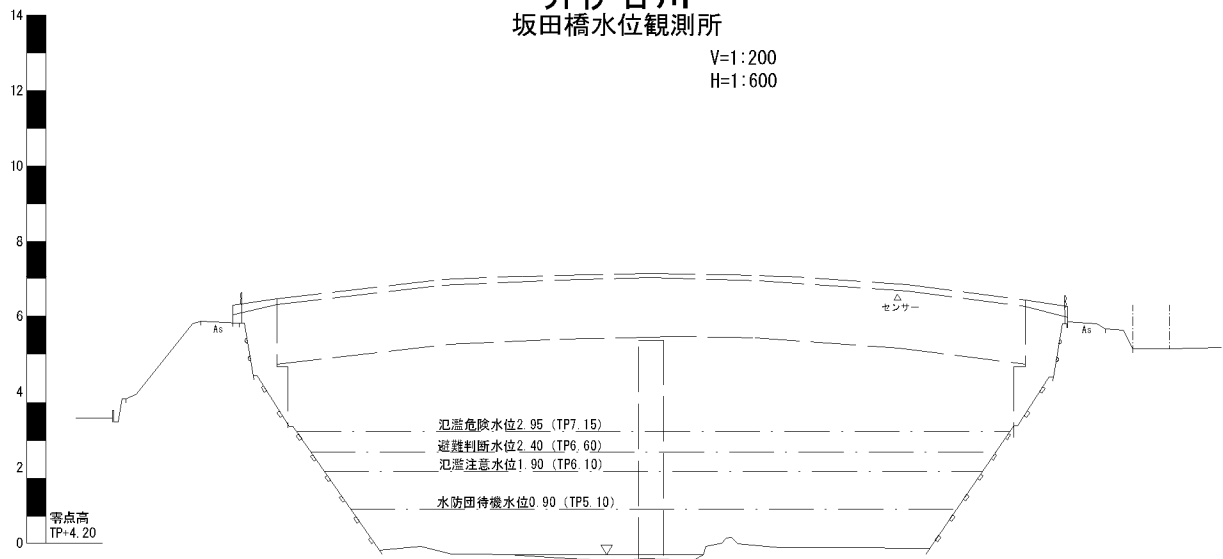 坂田橋水位観測所
V=1:200
H=1:600
14
12
10
8
6
4
2
0
センサー
As
As
氾濫危険水位2.95 (TP7.15)
避難判断水位2.40 (TP6.60)
氾濫注意水位1.90 (TP6.10)
水防団待機水位0.90 (TP5.10)
零点高
TP+4.20